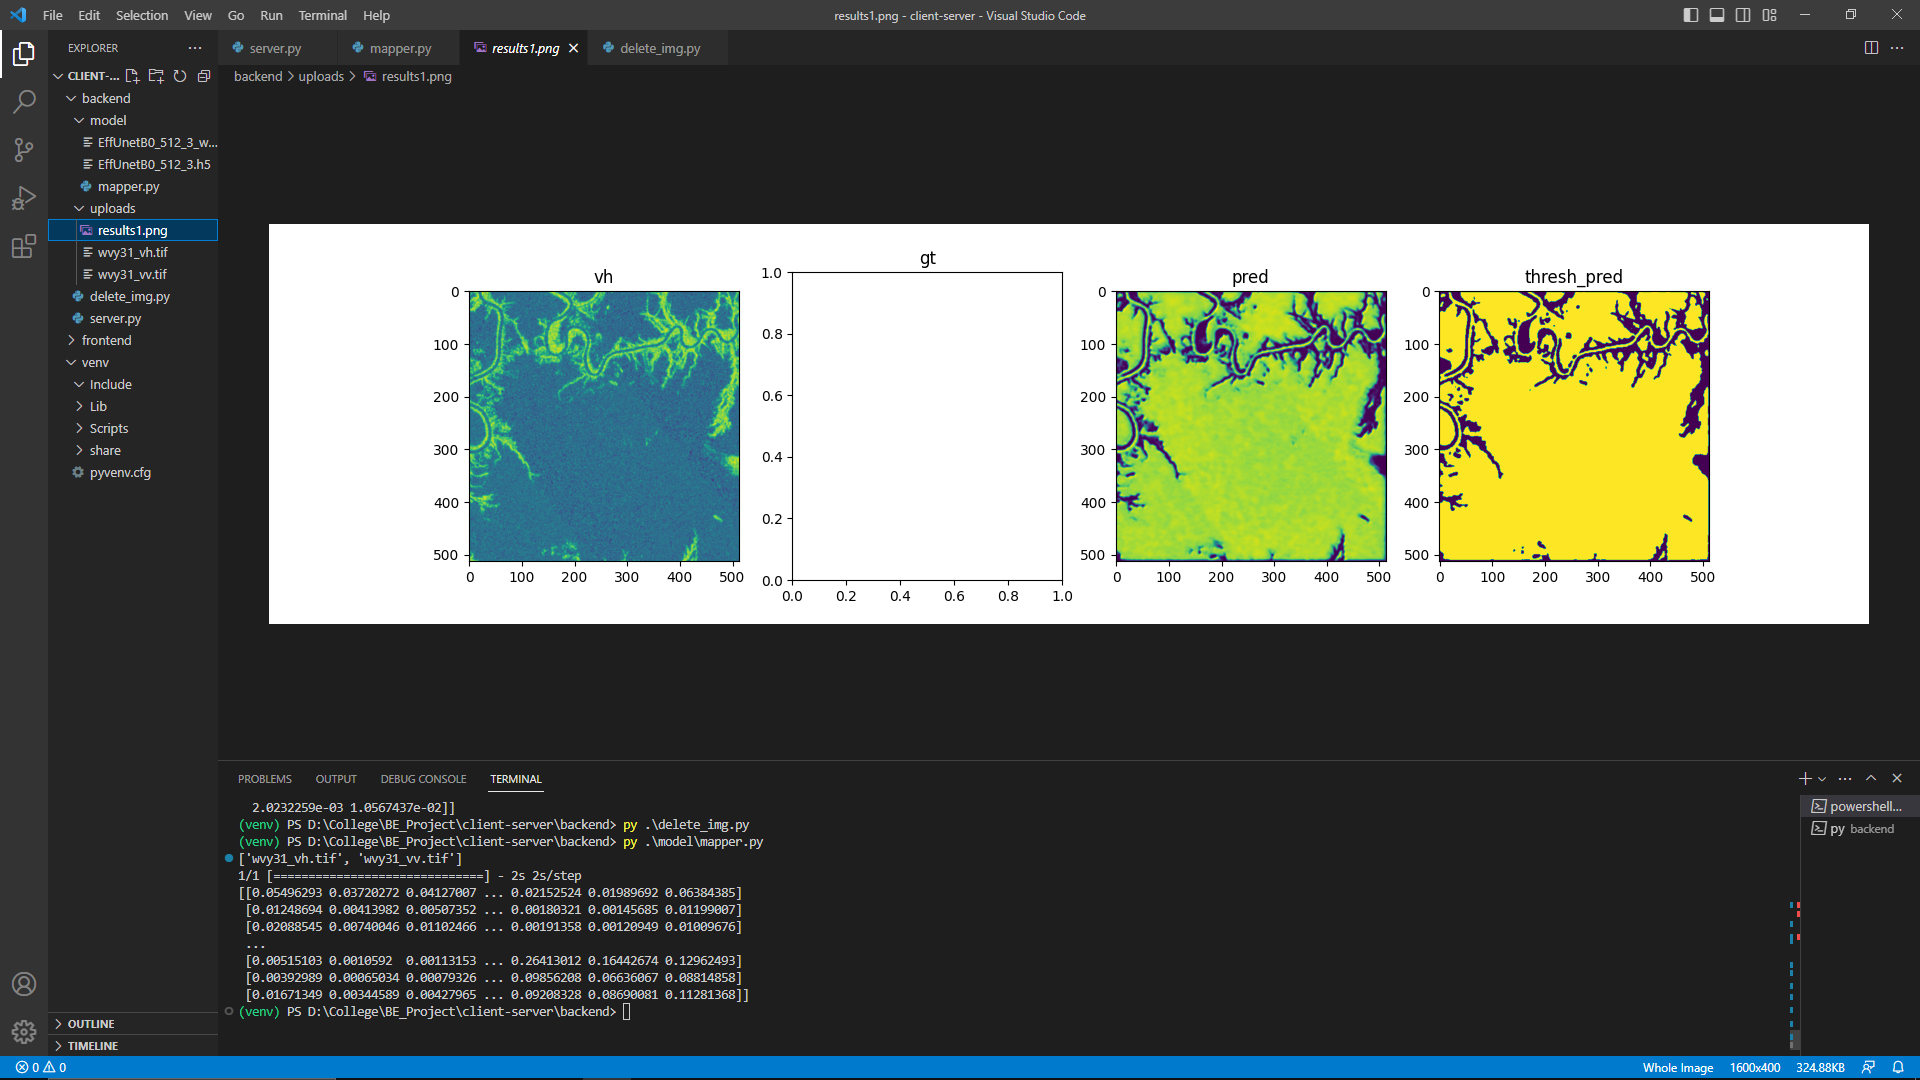 File Edit Selection View Go Run Terminal Help
results1.png - client-server - Visual Studio Code
EXPLORER
CLIENT-...
backend
model
EffUnetB0_512_3_w...
EffUnetB0_512_3.h5
mapper.py
uploads
results1.png
wvy31_vh.tif
wvy31_vv.tif
delete_img.py
server.py
frontend
venv
Include
Lib
Scripts
share
pyvenv.cfg
OUTLINE
TIMELINE
server.py mapper.py results1.png delete_img.py
backend > uploads > results1.png
vh
0
100
200
300
400
500
0 100 200 300 400 500
gt
1.0
0.8
0.6
0.4
0.2
0.0
0.0 0.2 0.4 0.6 0.8 1.0
pred
0
100
200
300
400
500
0 100 200 300 400 500
thresh_pred
0
100
200
300
400
500
0 100 200 300 400 500
PROBLEMS OUTPUT DEBUG CONSOLE TERMINAL
2.0232259e-03 1.0567437e-02]]
(venv) PS D:\College\BE_Project\client-server\backend> py .\delete_img.py
(venv) PS D:\College\BE_Project\client-server\backend> py .\model\mapper.py
['wvy31_vh.tif', 'wvy31_vv.tif']
1/1 [==============================] - 2s 2s/step
[[0.05496293 0.03720272 0.04127007 ... 0.02152524 0.01989692 0.06384385]
[0.01248694 0.00413982 0.00507352 ... 0.00180321 0.00145685 0.01199007]
[0.02088545 0.00740046 0.01102466 ... 0.00191358 0.00120949 0.01009676]
...
[0.00515103 0.0010592  0.00113153 ... 0.26413012 0.16442674 0.12962493]
[0.00392989 0.00065034 0.00079326 ... 0.09856208 0.06636067 0.08814858]
[0.01671349 0.00344589 0.00427965 ... 0.09208328 0.08690081 0.11281368]]
(venv) PS D:\College\BE_Project\client-server\backend>
powershell...
py backend
0 0
Whole Image 1600x400 324.88KB